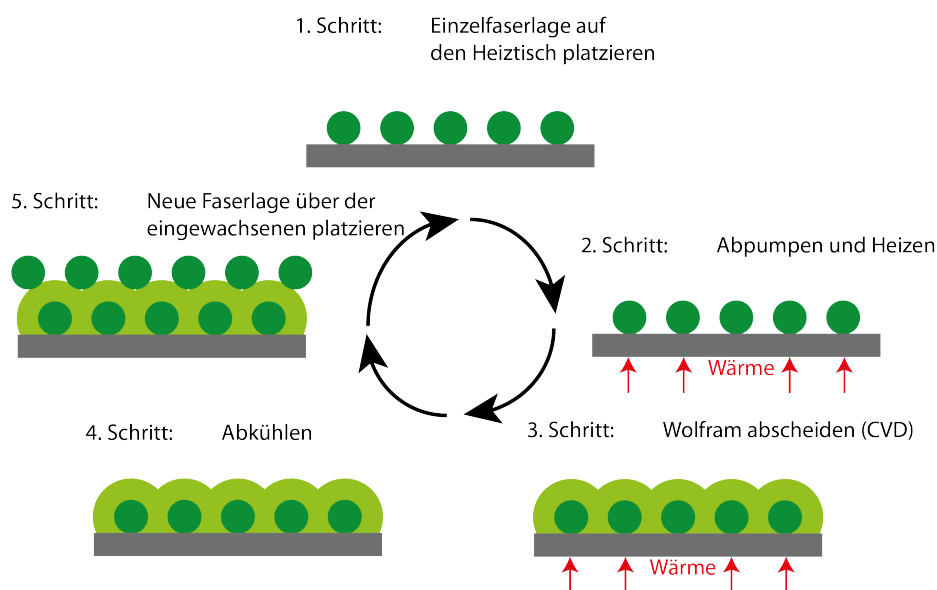 1. Schritt: Einzelfaserlage auf
den Heiztisch platzieren
2. Schritt: Abpumpen und Heizen
Wärme
3. Schritt: Wolfram abscheiden (CVD)
Wärme
4. Schritt: Abkühlen
5. Schritt: Neue Faserlage über der
eingewachsenen platzieren